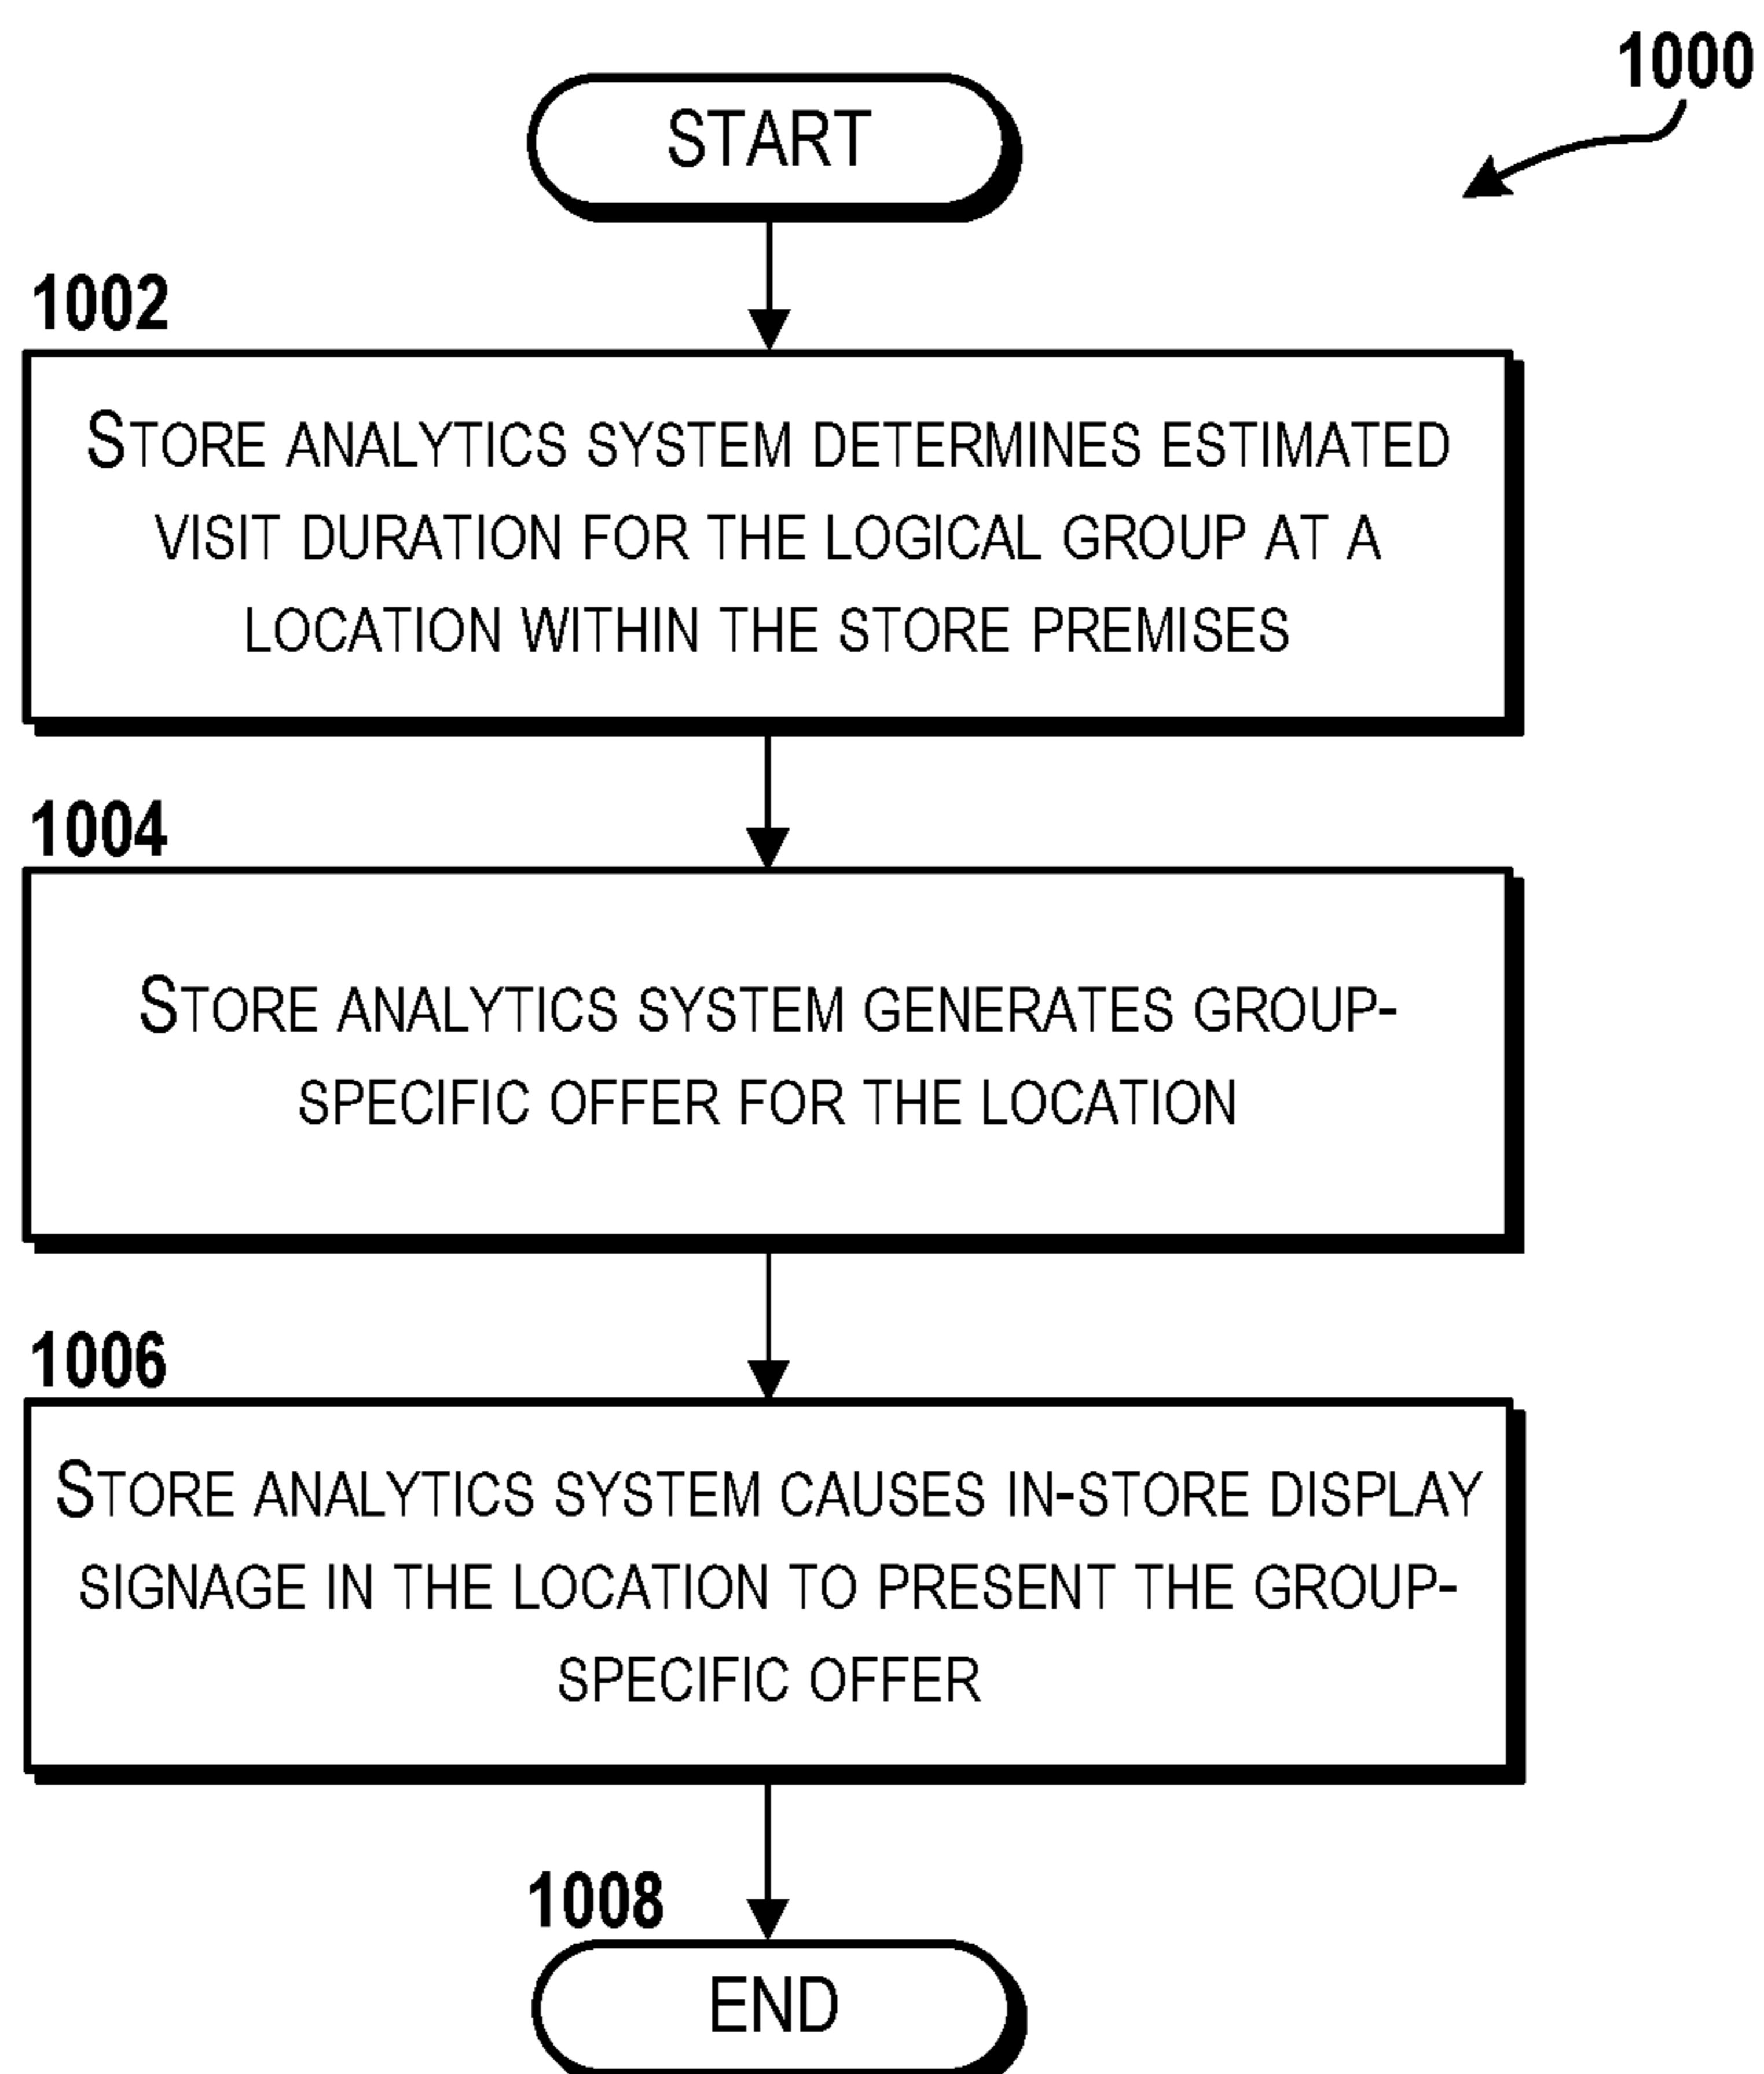 1000
START
1002
STORE ANALYTICS SYSTEM DETERMINES ESTIMATED
VISIT DURATION FOR THE LOGICAL GROUP AT A
LOCATION WITHIN THE STORE PREMISES
1004
STORE ANALYTICS SYSTEM GENERATES GROUP-
SPECIFIC OFFER FOR THE LOCATION
1006
STORE ANALYTICS SYSTEM CAUSES IN-STORE DISPLAY
SIGNAGE IN THE LOCATION TO PRESENT THE GROUP-
SPECIFIC OFFER
1008
END